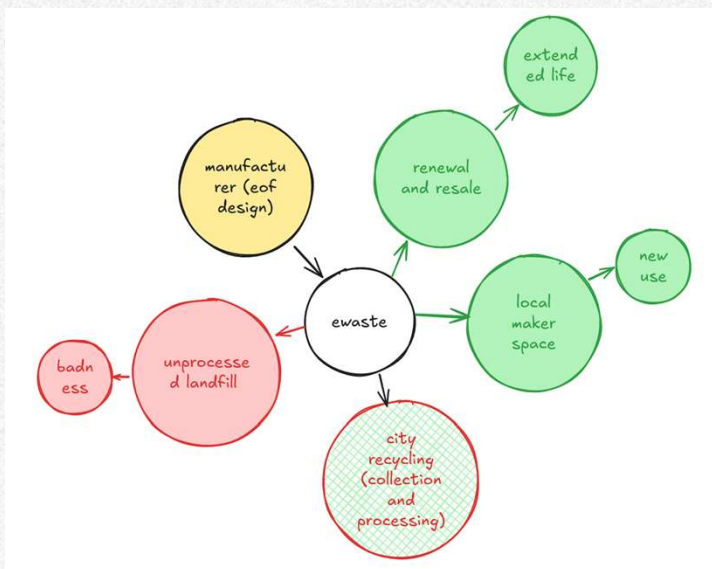 extend
ed life
manufactu
rer (eof
design)
renewal
and resale
new
use
local
maker
space
ewaste
unprocesse
d landfill
badn
ess
city
recycling
(collection
and
processing)